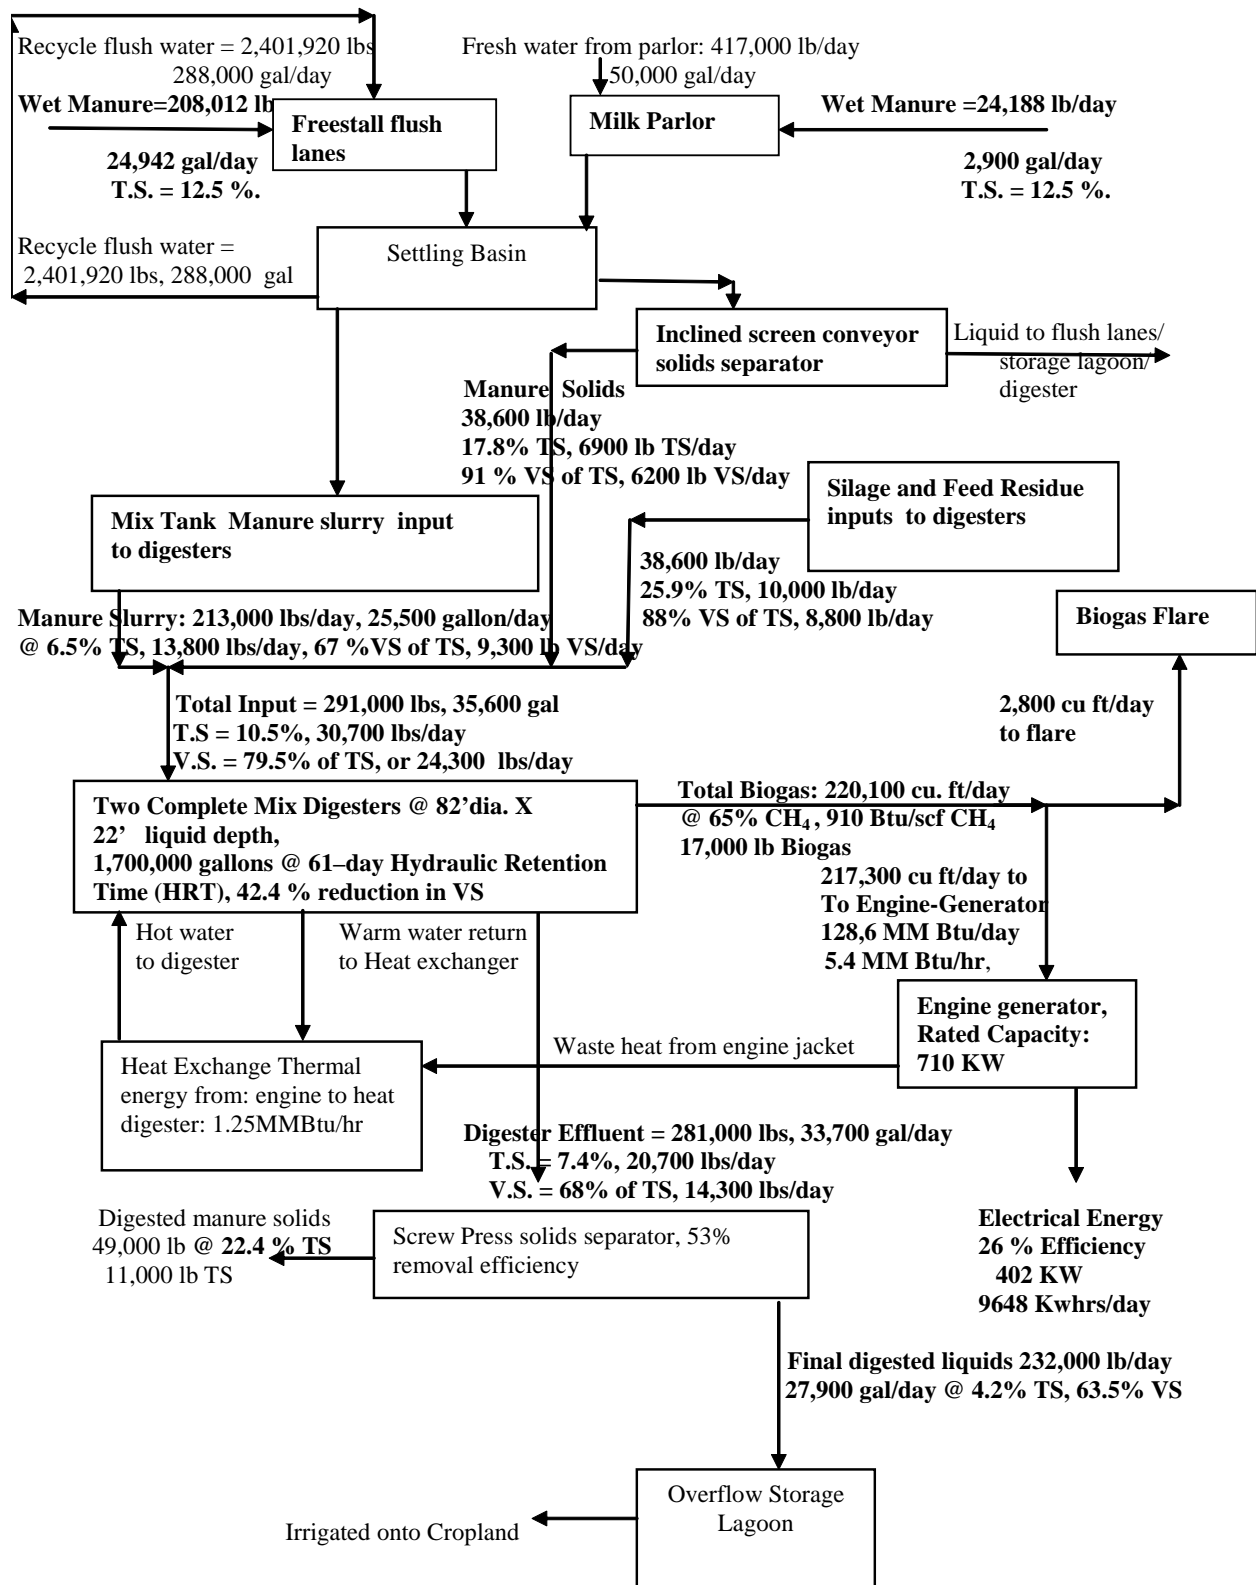 Recycle flush water = 2,401,920 lbs
288,000 gal/day
Fresh water from parlor: 417,000 lb/day
50,000 gal/day
Wet Manure=208,012 lb
24,942 gal/day
T.S. = 12.5 %.
Freestall flush
lanes
Milk Parlor
Wet Manure =24,188 lb/day
2,900 gal/day
T.S. = 12.5 %.
Recycle flush water =
2,401,920 lbs, 288,000 gal
Settling Basin
Inclined screen conveyor
solids separator
Liquid to flush lanes/
storage lagoon/
digester
Manure Solids
38,600 lb/day
17.8% TS, 6900 lb TS/day
91 % VS of TS, 6200 lb VS/day
Silage and Feed Residue
inputs to digesters
Mix Tank Manure slurry input
to digesters
38,600 lb/day
25.9% TS, 10,000 lb/day
88% VS of TS, 8,800 lb/day
Manure Slurry: 213,000 lbs/day, 25,500 gallon/day
@ 6.5% TS, 13,800 lbs/day, 67 %VS of TS, 9,300 lb VS/day
Biogas Flare
Total Input = 291,000 lbs, 35,600 gal
T.S = 10.5%, 30,700 lbs/day
V.S. = 79.5% of TS, or 24,300 lbs/day
2,800 cu ft/day
to flare
Two Complete Mix Digesters @ 82'dia. X
22' liquid depth,
1,700,000 gallons @ 61–day Hydraulic Retention
Time (HRT), 42.4 % reduction in VS
Total Biogas: 220,100 cu. ft/day
@ 65% CH₄ , 910 Btu/scf CH₄
17,000 lb Biogas
217,300 cu ft/day to
To Engine-Generator
128,6 MM Btu/day
5.4 MM Btu/hr,
Hot water
to digester
Warm water return
to Heat exchanger
Engine generator,
Rated Capacity:
710 KW
Waste heat from engine jacket
Heat Exchange Thermal
energy from: engine to heat
digester: 1.25MMBtu/hr
Digester Effluent = 281,000 lbs, 33,700 gal/day
T.S. = 7.4%, 20,700 lbs/day
V.S. = 68% of TS, 14,300 lbs/day
Digested manure solids
49,000 lb @ 22.4 % TS
11,000 lb TS
Screw Press solids separator, 53%
removal efficiency
Electrical Energy
26 % Efficiency
402 KW
9648 Kwhrs/day
Final digested liquids 232,000 lb/day
27,900 gal/day @ 4.2% TS, 63.5% VS
Overflow Storage
Lagoon
Irrigated onto Cropland